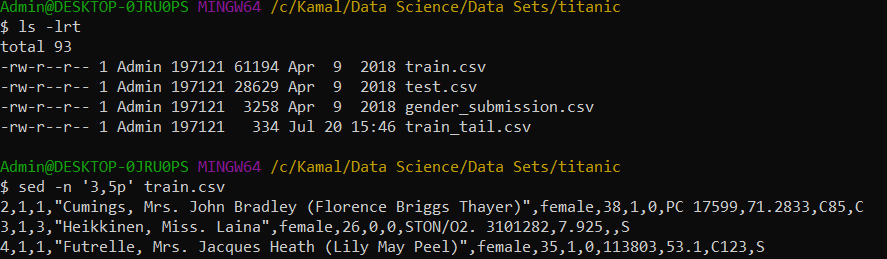 Admin@DESKTOP-0JRU0PS MINGW64 /c/Kamal/Data Science/Data Sets/titanic
$ ls -lrt
total 93
-rw-r--r-- 1 Admin 197121 61194 Apr  9  2018 train.csv
-rw-r--r-- 1 Admin 197121 28629 Apr  9  2018 test.csv
-rw-r--r-- 1 Admin 197121  3258 Apr  9  2018 gender_submission.csv
-rw-r--r-- 1 Admin 197121   334 Jul 20 15:46 train_tail.csv
Admin@DESKTOP-0JRU0PS MINGW64 /c/Kamal/Data Science/Data Sets/titanic
$ sed -n '3,5p' train.csv
2,1,1,"Cumings, Mrs. John Bradley (Florence Briggs Thayer)",female,38,1,0,PC 17599,71.2833,C85,C
3,1,3,"Heikkinen, Miss. Laina",female,26,0,0,STON/O2. 3101282,7.925,,S
4,1,1,"Futrelle, Mrs. Jacques Heath (Lily May Peel)",female,35,1,0,113803,53.1,C123,S